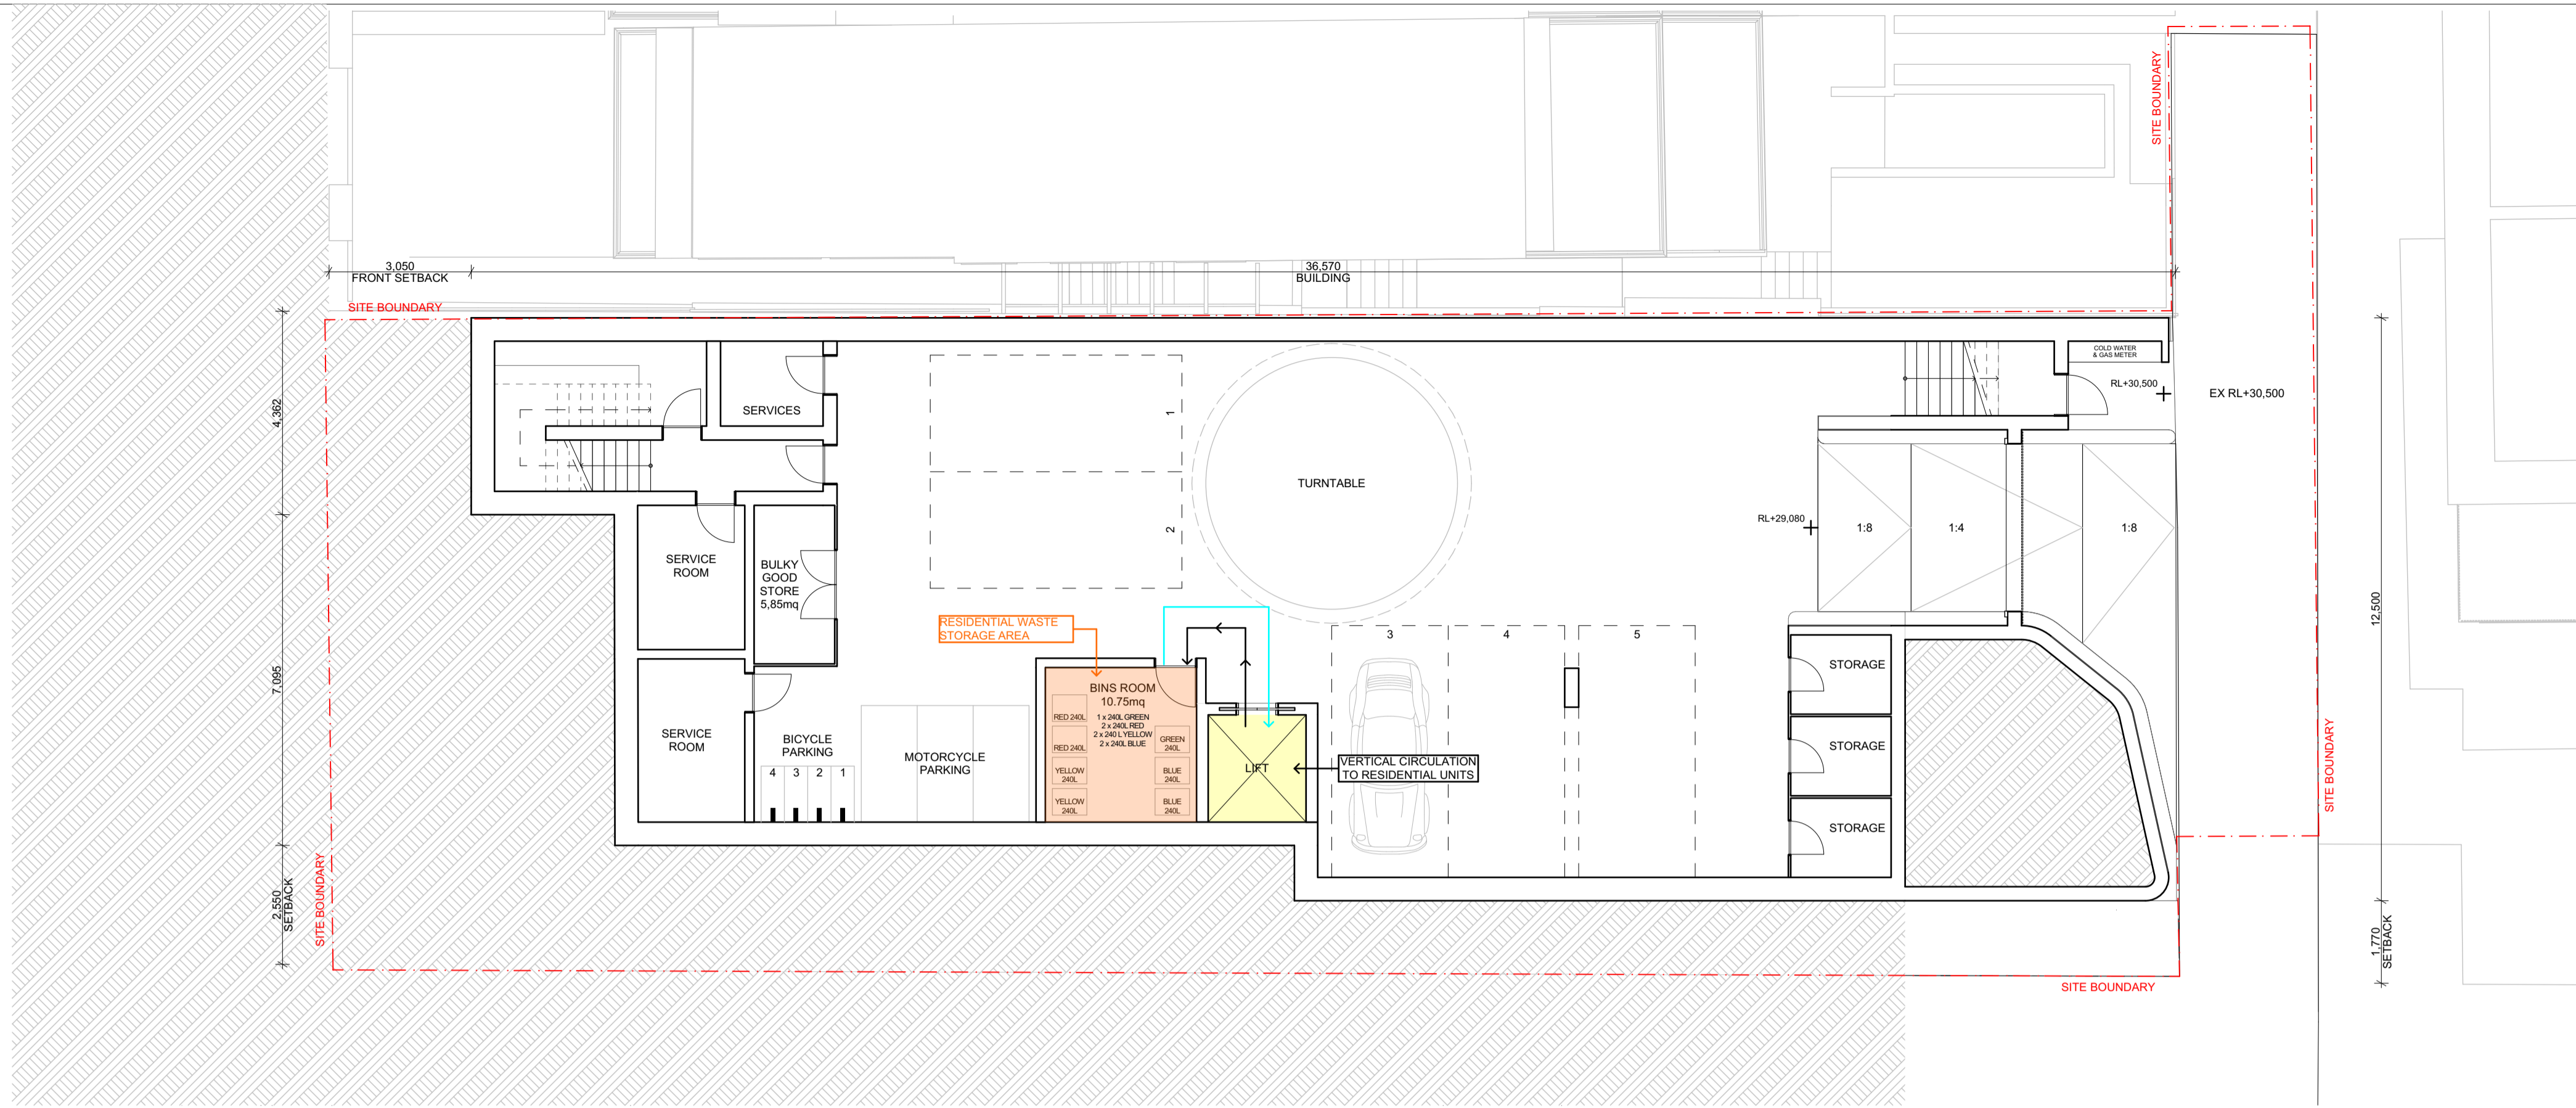 SITE BOUNDARY
3,050
FRONT SETBACK
36,570
BUILDING
SITE BOUNDARY
COLD WATER
& GAS METER
RL+30,500
EX RL+30,500
4,362
SERVICES
1
2
TURNTABLE
RL+29,080
1:8
1:4
1:8
SERVICE
ROOM
BULKY
GOOD
STORE
5,85mq
12,500
RESIDENTIAL WASTE
STORAGE AREA
3
4
5
7,095
STORAGE
BINS ROOM
10.75mq
1 x 240L GREEN
2 x 240L RED
2 x 240 L YELLOW
2 x 240L BLUE
RED 240L
RED 240L
YELLOW
240L
YELLOW
240L
GREEN
240L
BLUE
240L
BLUE
240L
SERVICE
ROOM
BICYCLE
PARKING
4 3 2 1
MOTORCYCLE
PARKING
LIFT
VERTICAL CIRCULATION
TO RESIDENTIAL UNITS
STORAGE
STORAGE
SITE BOUNDARY
SITE BOUNDARY
2,550
SETBACK
1,770
SETBACK
SITE BOUNDARY